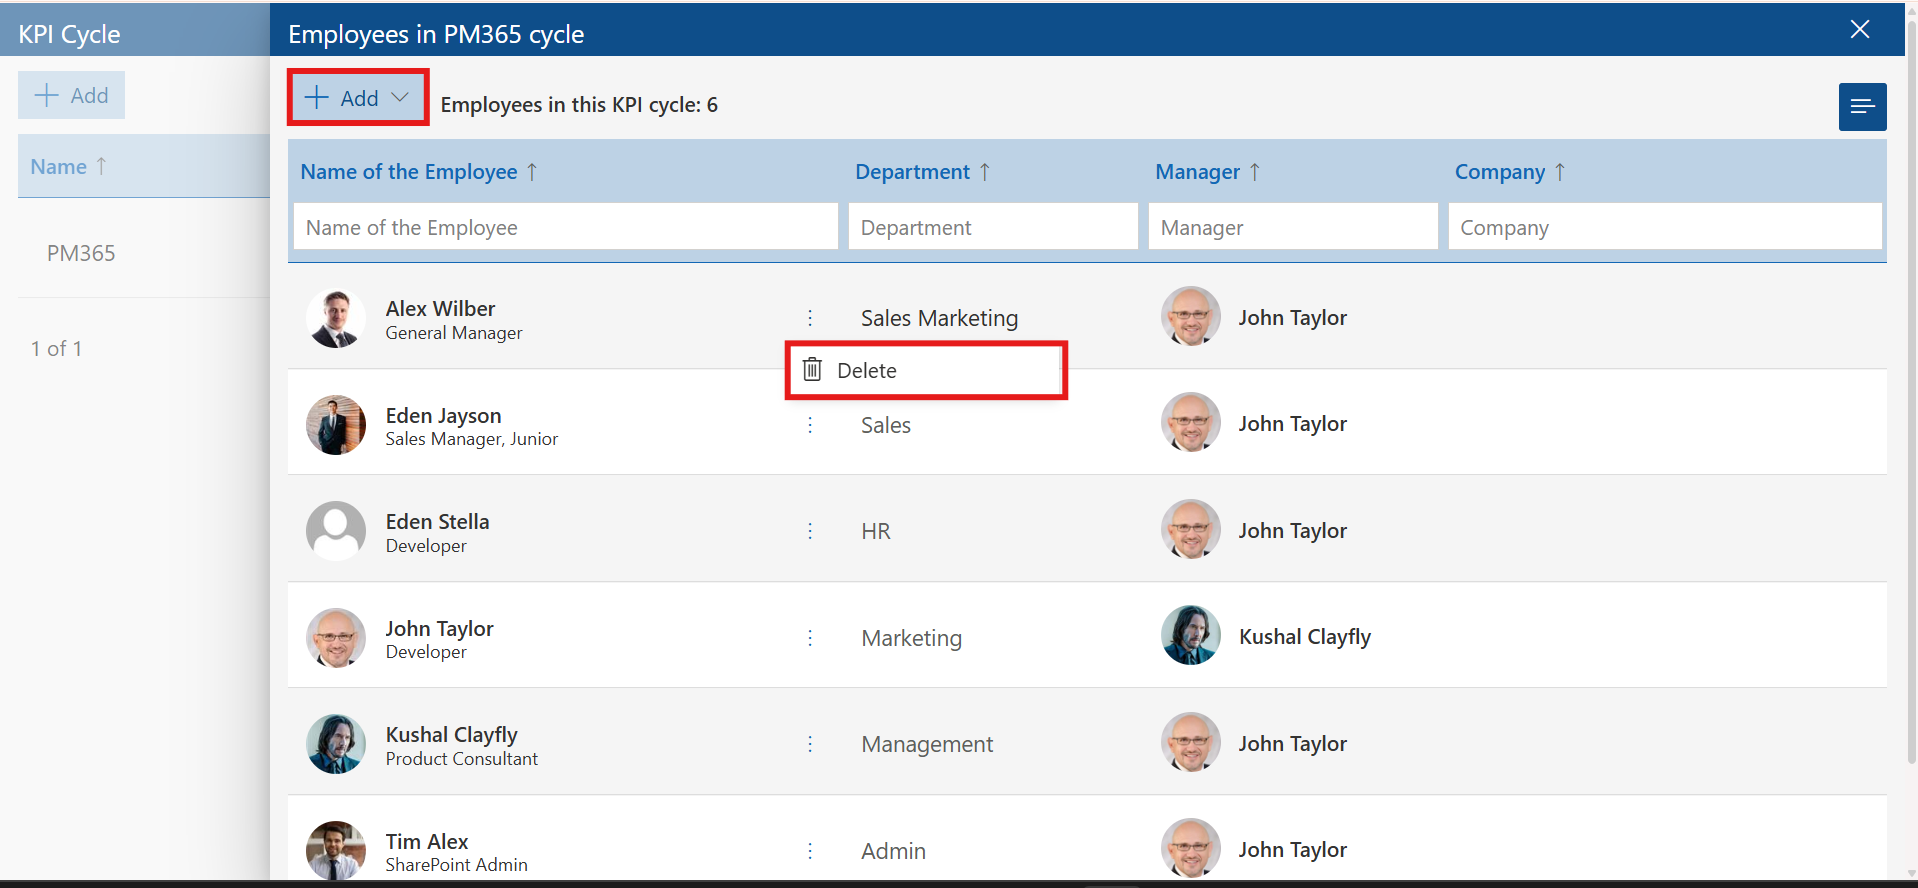 KPI Cycle
Employees in PM365 cycle
Add
Add
Employees in this KPI cycle: 6
Name ↑
Name of the Employee ↑
Department ↑
Manager ↑
Company ↑
Name of the Employee
Department
Manager
Company
PM365
1 of 1
Alex Wilber
General Manager
Sales Marketing
John Taylor
Delete
Eden Jayson
Sales Manager, Junior
Sales
John Taylor
Eden Stella
Developer
HR
John Taylor
John Taylor
Developer
Marketing
Kushal Clayfly
Kushal Clayfly
Product Consultant
Management
John Taylor
Tim Alex
SharePoint Admin
Admin
John Taylor